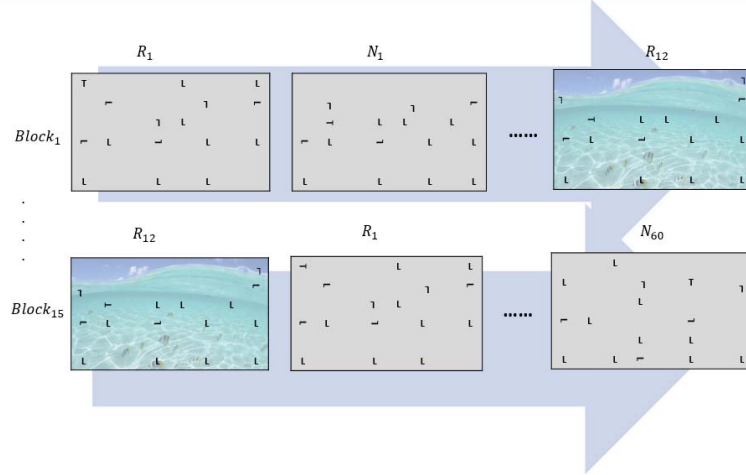 R₁ N₁ R₁₂
Block₁ ......
R₁₂ R₁ N₆₀
Block₁₅ ......